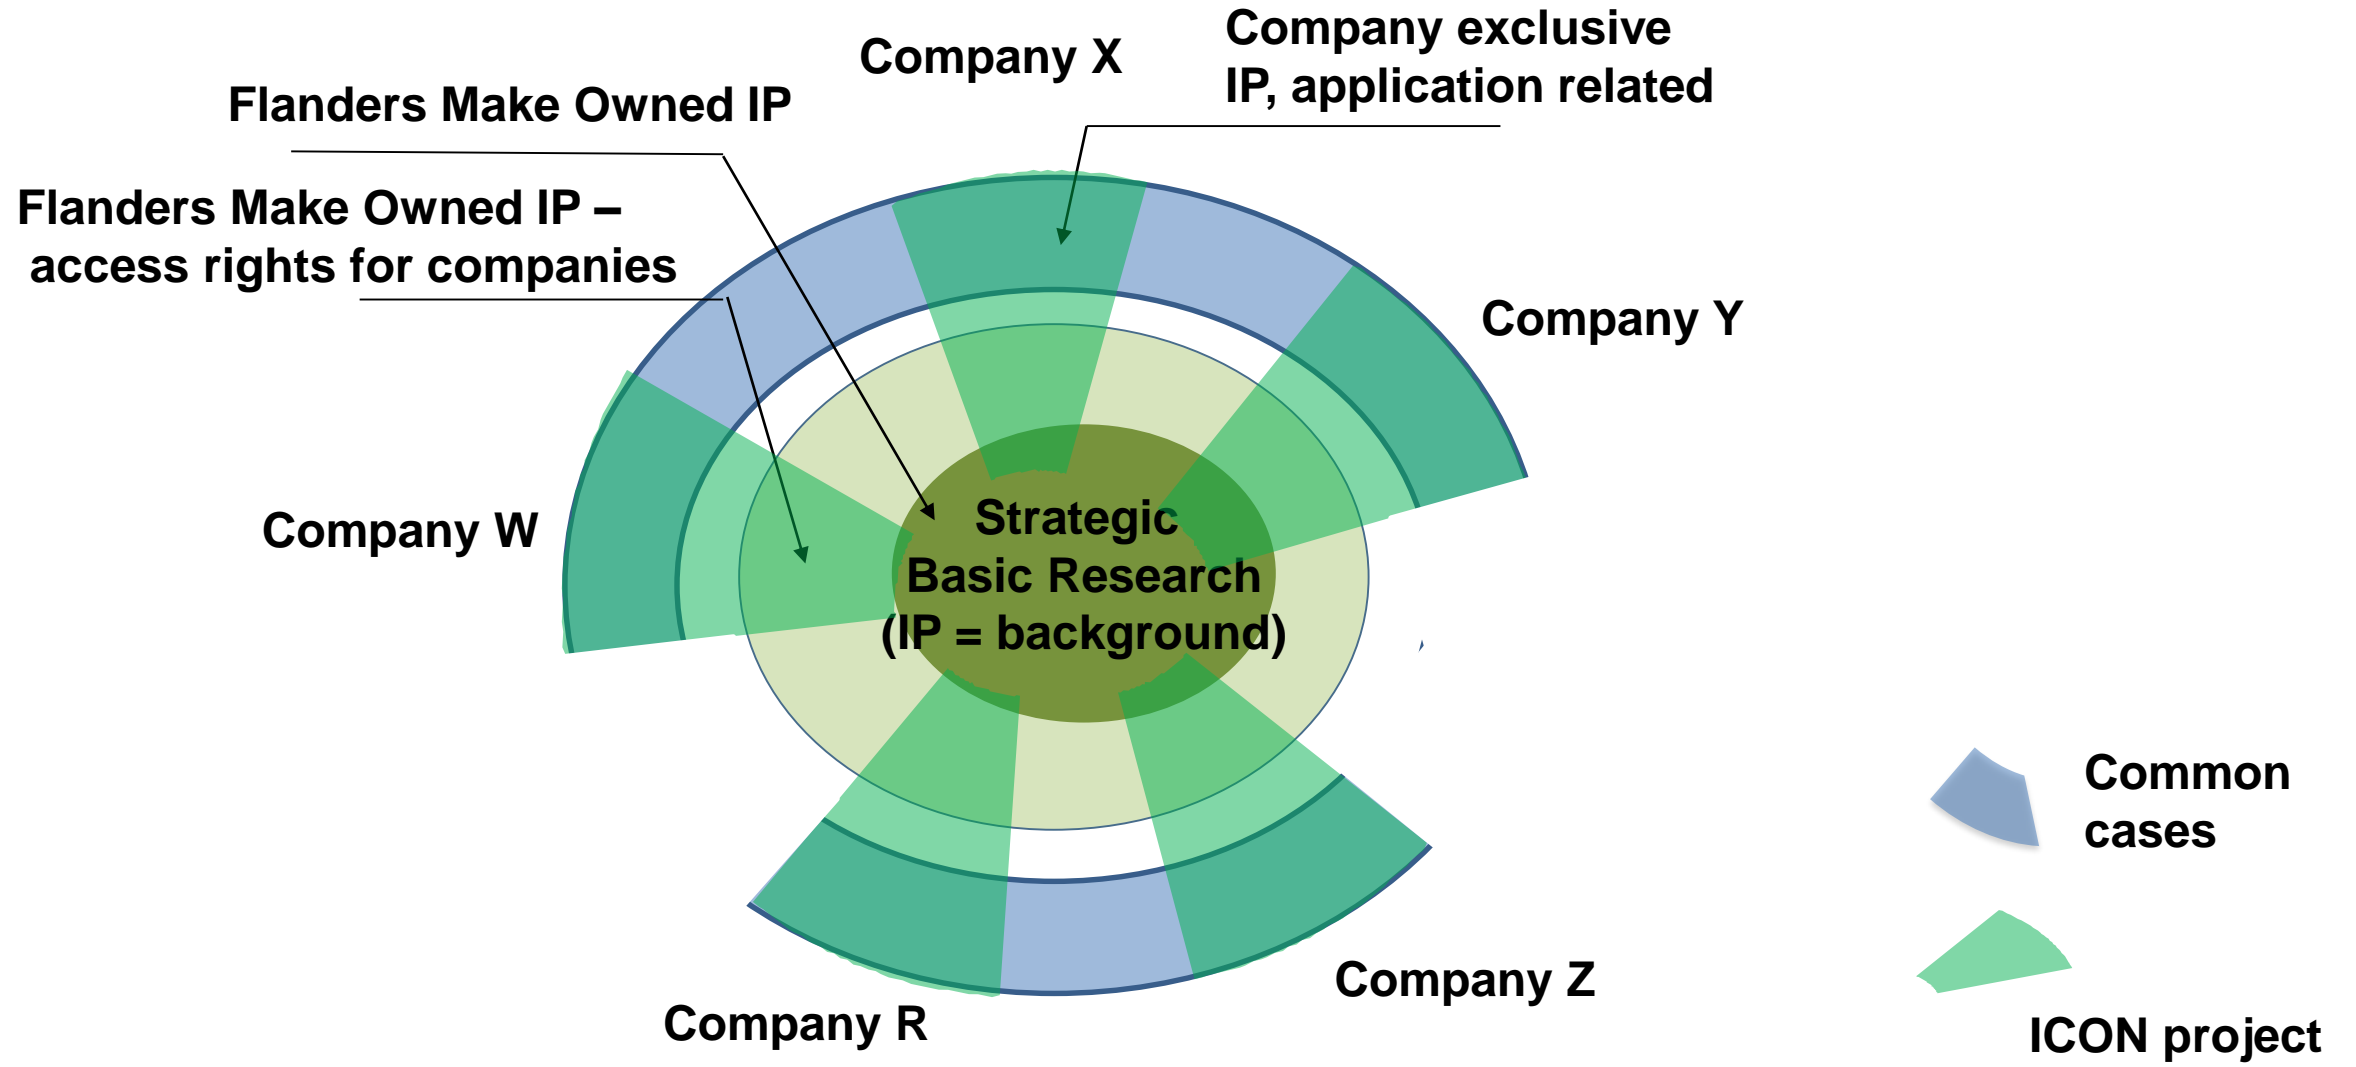 Company X
Company exclusive
IP, application related
Flanders Make Owned IP
Flanders Make Owned IP –
access rights for companies
Company Y
Company W
Strategic
Basic Research
(IP = background)
Common
cases
Company Z
Company R
ICON project